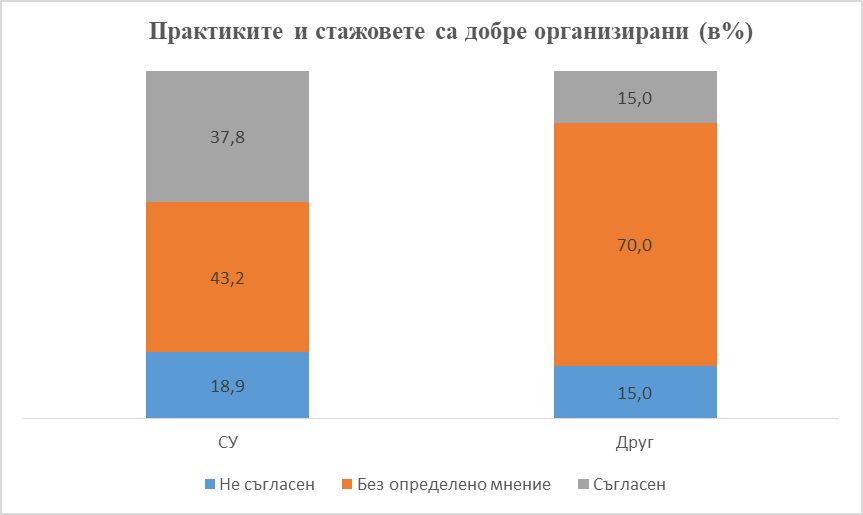 Практиките и стажовете са добре организирани (в%)
37,8
43,2
18,9
15,0
70,0
15,0
СУ
Друг
Не съгласен
Без определено мнение
Съгласен